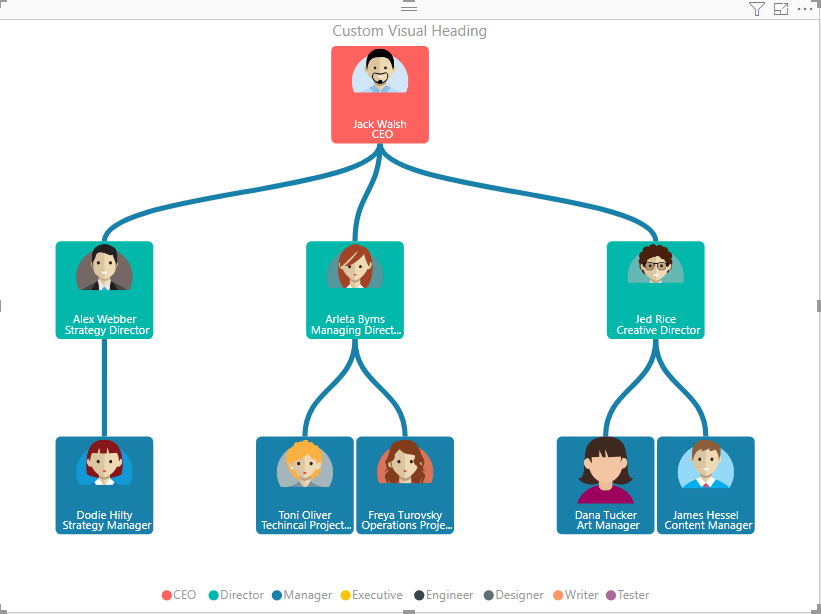 Custom Visual Heading
Jack Walsh
CEO
Alex Webber
Strategy Director
Arleta Byms
Managing Direct...
Jed Rice
Creative Director
Dodie Hilty
Strategy Manager
Toni Oliver
Techincal Project...
Freya Turovsky
Operations Proje...
Dana Tucker
Art Manager
James Hessel
Content Manager
CEO Director Manager Executive Engineer Designer Writer Tester